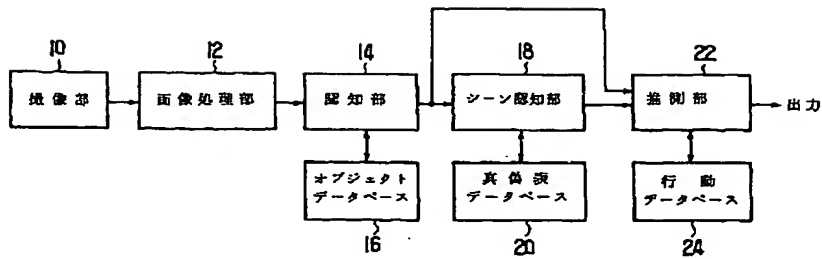 10
12
14
18
22
撮像部
画像処理部
認知部
シーン認知部
推測部
出力
オブジェクト
データベース
真偽表
データベース
行動
データベース
16
20
24